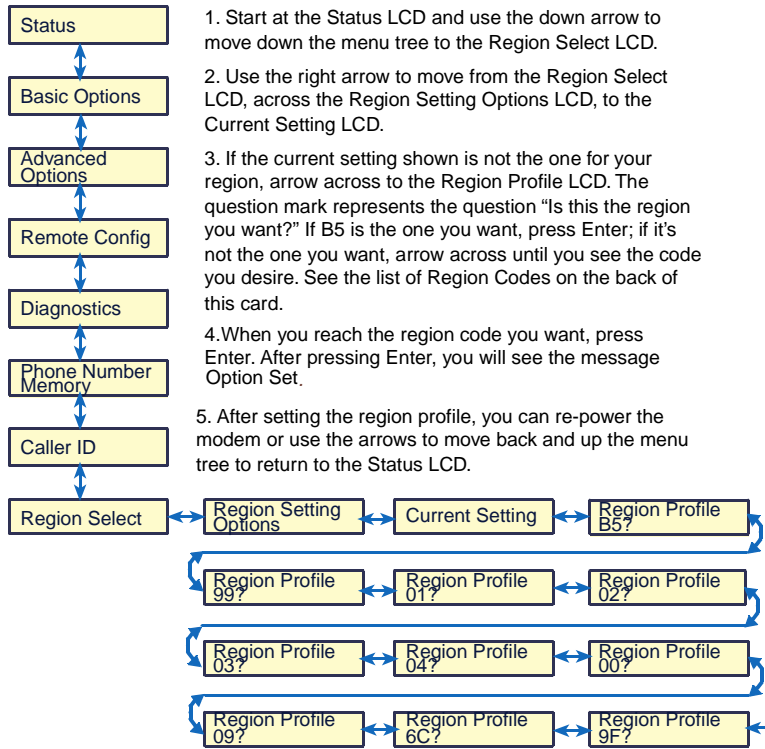 Status
Basic Options
Advanced
Options
Remote Config
Diagnostics
Phone Number
Memory
Caller ID
1. Start at the Status LCD and use the down arrow to
move down the menu tree to the Region Select LCD.
2. Use the right arrow to move from the Region Select
LCD, across the Region Setting Options LCD, to the
Current Setting LCD.
3. If the current setting shown is not the one for your
region, arrow across to the Region Profile LCD. The
question mark represents the question “Is this the region
you want?” If B5 is the one you want, press Enter; if it's
not the one you want, arrow across until you see the code
you desire. See the list of Region Codes on the back of
this card.
4.When you reach the region code you want, press
Enter. After pressing Enter, you will see the message
Option Set.
5. After setting the region profile, you can re-power the
modem or use the arrows to move back and up the menu
tree to return to the Status LCD.
Region Select
Region Setting
Options
Current Setting
Region Profile
B5?
Region Profile
99?
Region Profile
01?
Region Profile
02?
Region Profile
03?
Region Profile
04?
Region Profile
00?
Region Profile
09?
Region Profile
6C?
Region Profile
9F?